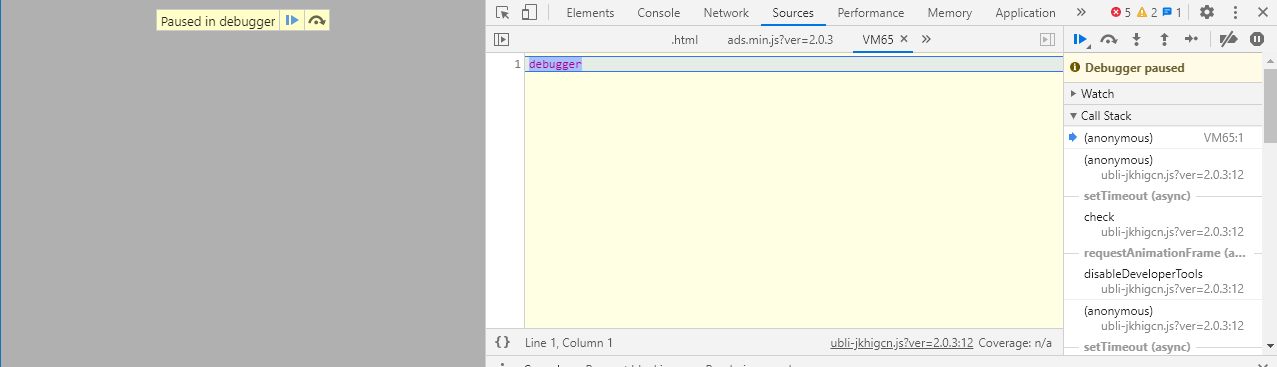 Paused in debugger
Elements Console Network Sources Performance Memory Application » 5 2 1
.html ads.min.js?ver=2.0.3 VM65 × »
1 debugger
Debugger paused
Watch
Call Stack
(anonymous) VM65:1
(anonymous)
ubli-jkhigcn.js?ver=2.0.3:12
setTimeout (async)
check
ubli-jkhigcn.js?ver=2.0.3:12
requestAnimationFrame (a...
disableDeveloperTools
ubli-jkhigcn.js?ver=2.0.3:12
(anonymous)
ubli-jkhigcn.js?ver=2.0.3:12
setTimeout (async)
{} Line 1, Column 1 ubli-jkhigcn.js?ver=2.0.3:12 Coverage: n/a